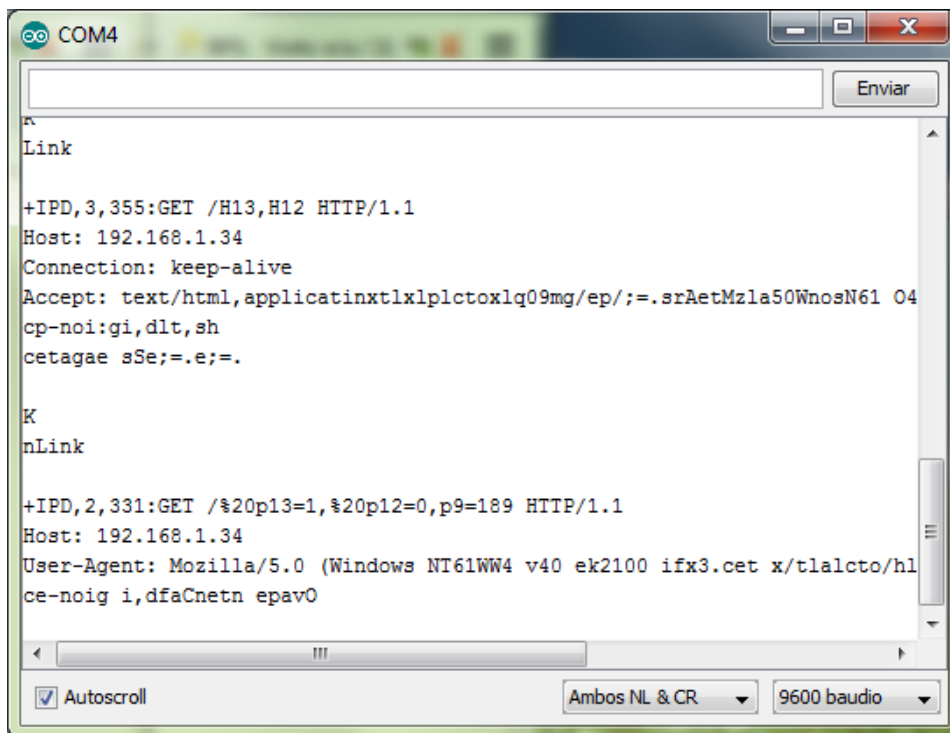 COM4
Enviar
Link
+IPD,3,355:GET /H13,H12 HTTP/1.1
Host: 192.168.1.34
Connection: keep-alive
Accept: text/html,applicatinxtlxlplctoxlq09mg/ep/;=.srAetMzla50WnosN61 O4
cp-noi:gi,dlt,sh
cetagae sSe;=.e;=.
K
nLink
+IPD,2,331:GET /%20p13=1,%20p12=0,p9=189 HTTP/1.1
Host: 192.168.1.34
User-Agent: Mozilla/5.0 (Windows NT61WW4 v40 ek2100 ifx3.cet x/tlalcto/hl
ce-noig i,dfaCnetn epavO
Autoscroll
Ambos NL & CR
9600 baudio